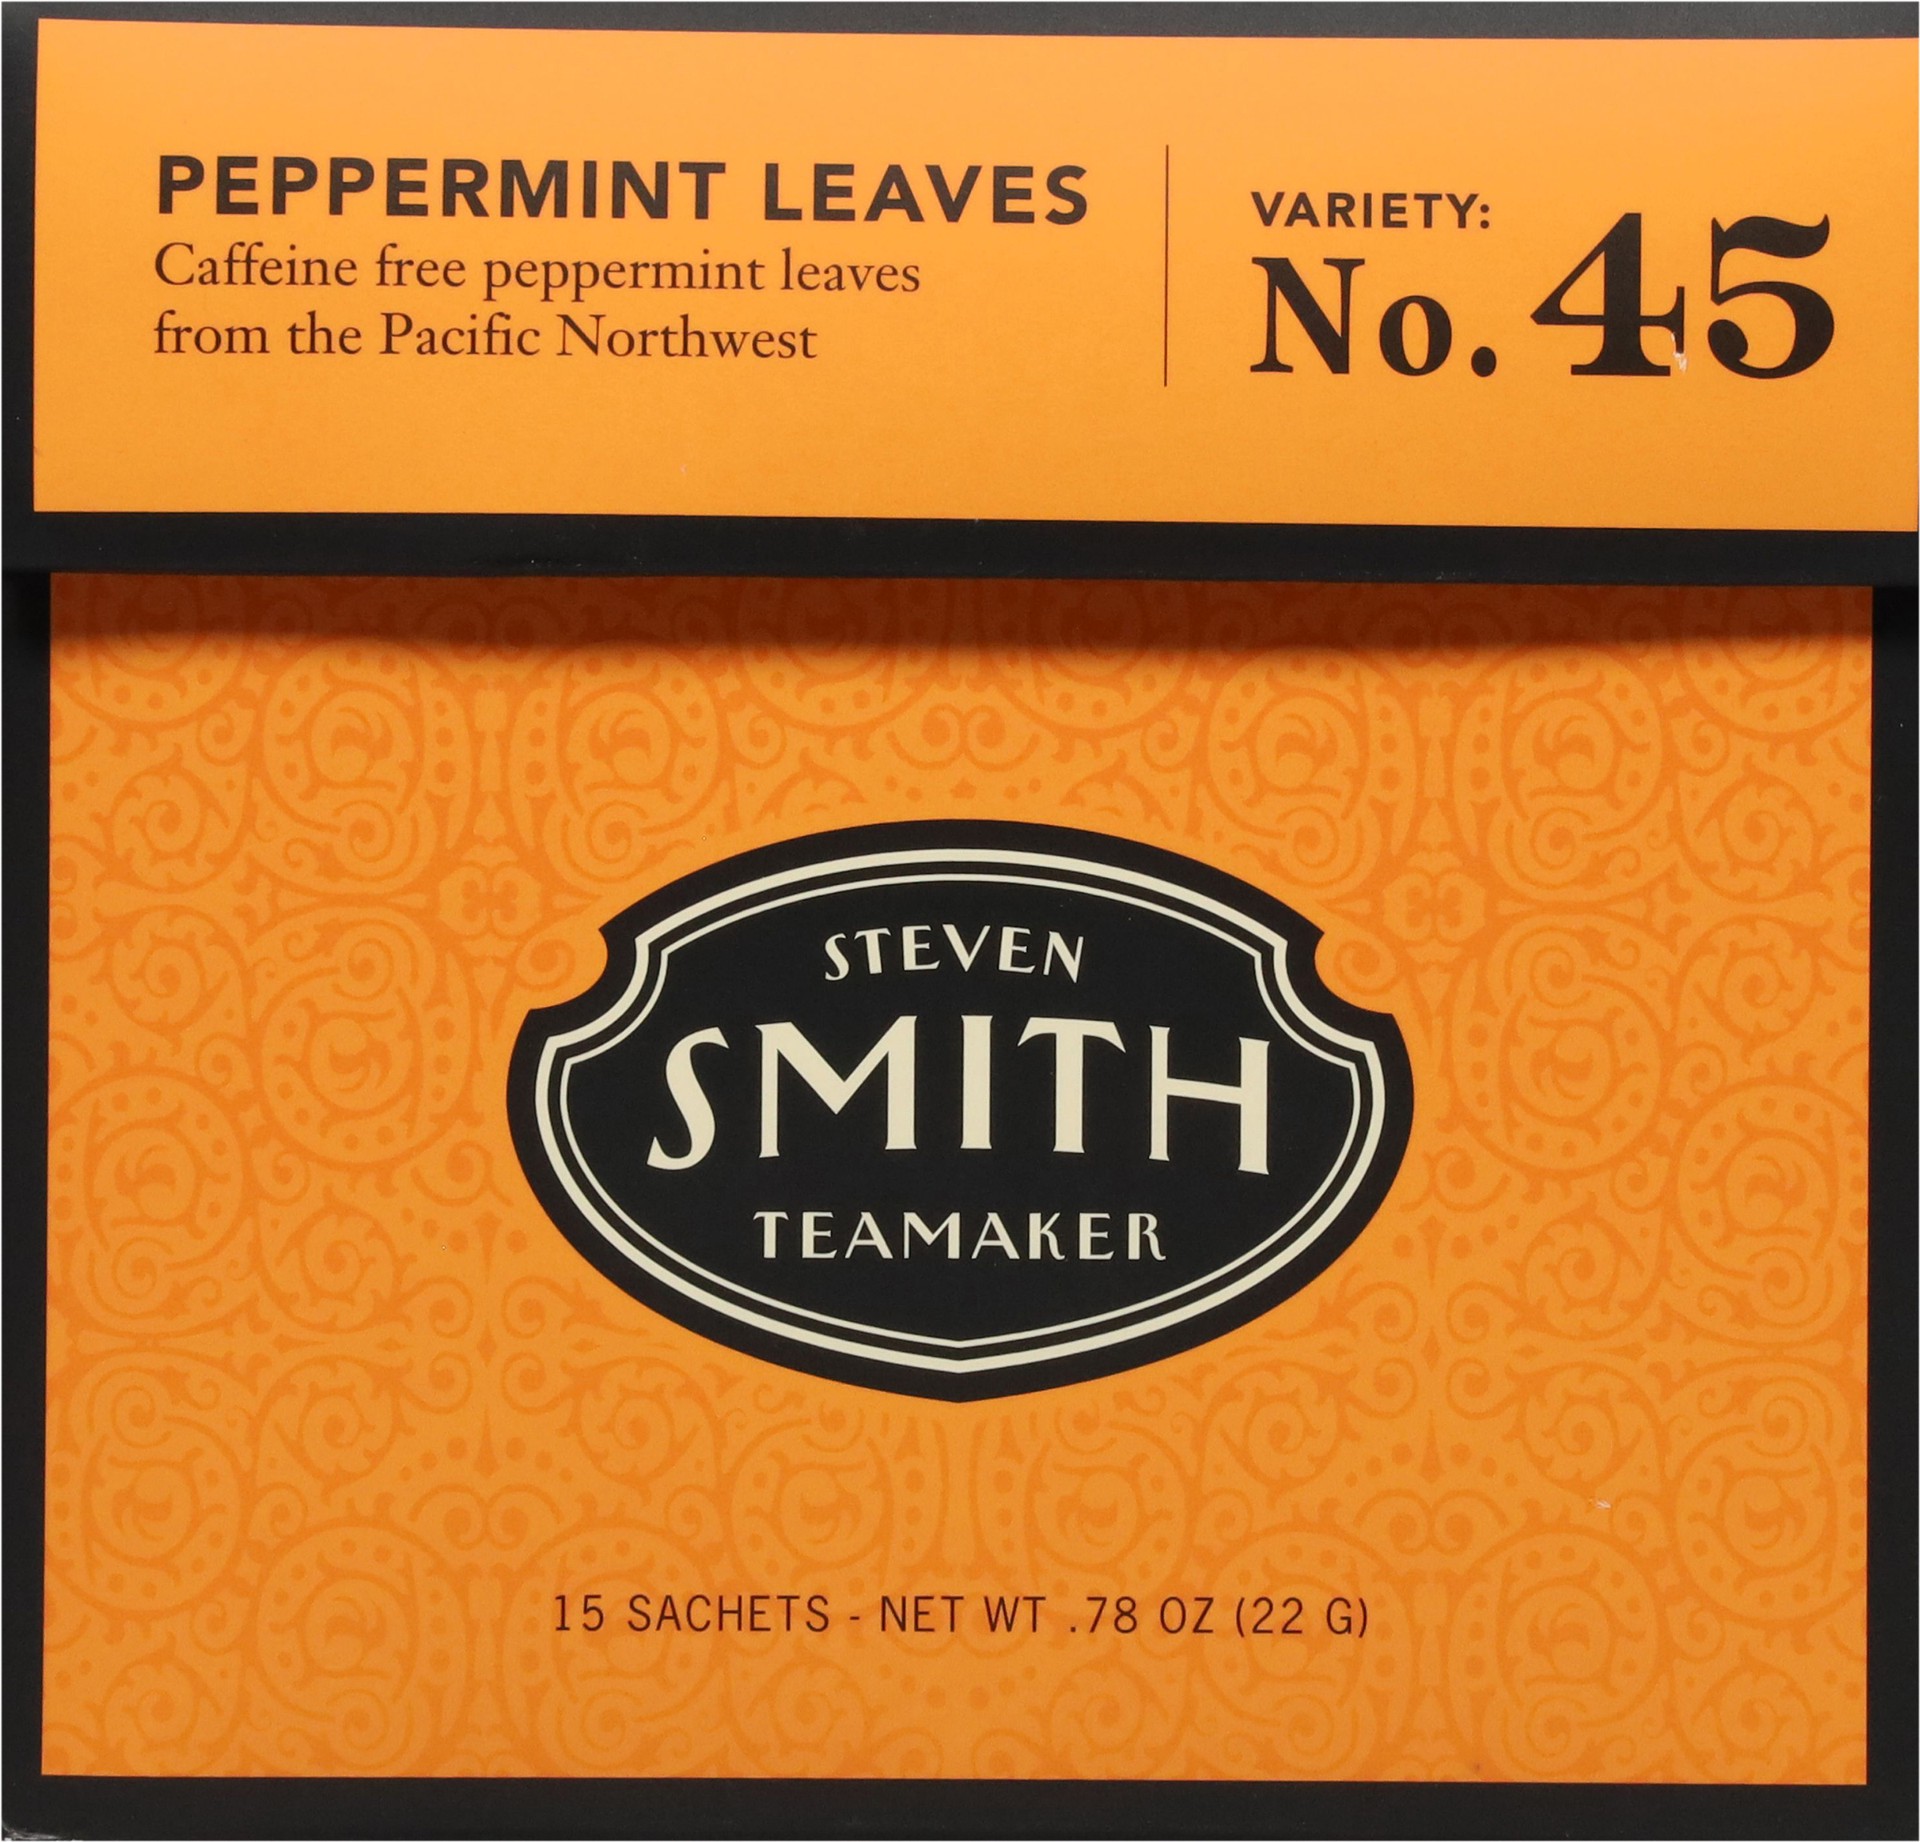 PEPPERMINT LEAVES
Caffeine free peppermint leaves
from the Pacific Northwest
VARIETY:
No. 45
STEVEN
SMITH
TEAMAKER
15 SACHETS - NET WT .78 OZ (22 G)